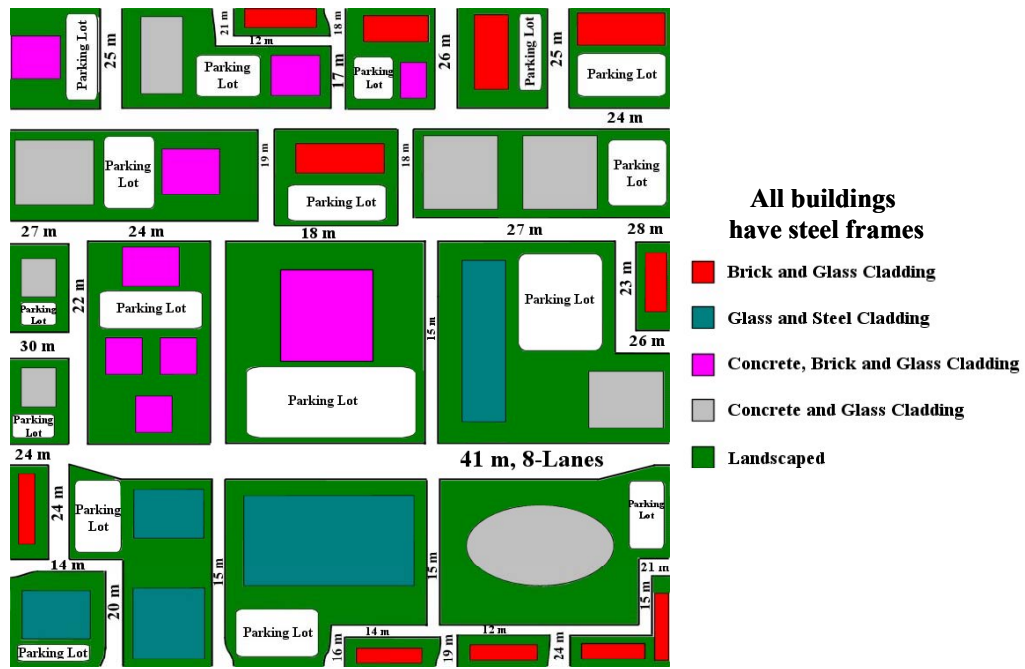 21 m
18 m
12 m
Parking Lot
25 m
Parking
Lot
17 m
Parking
Lot
26 m
Parking Lot
25 m
Parking Lot
24 m
Parking
Lot
19 m
Parking Lot
18 m
Parking
Lot
27 m
24 m
18 m
27 m
28 m
All buildings
have steel frames
Brick and Glass Cladding
Glass and Steel Cladding
Concrete, Brick and Glass Cladding
Concrete and Glass Cladding
Landscaped
Parking
Lot
22 m
Parking Lot
15 m
Parking Lot
23 m
30 m
26 m
Parking
Lot
Parking Lot
24 m
41 m, 8-Lanes
24 m
Parking
Lot
Parking
Lot
14 m
15 m
15 m
21 m
20 m
15 m
Parking Lot
Parking Lot
16 m
14 m
19 m
12 m
24 m